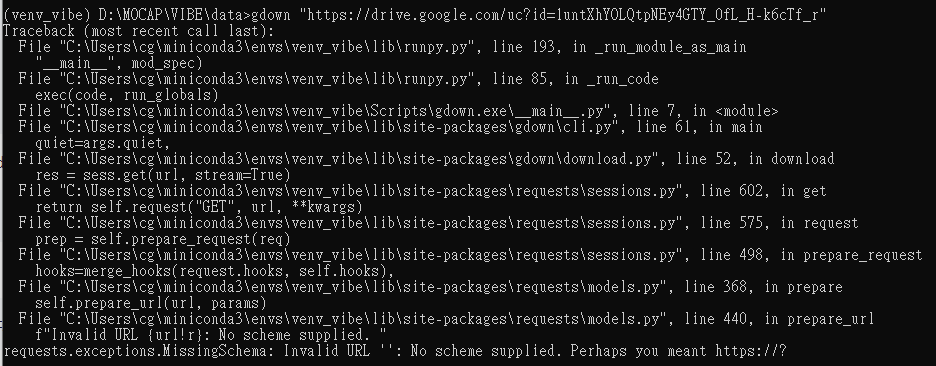 (venv_vibe) D:\MOCAP\VIBE\data>gdown "https://drive.google.com/uc?id=1untXhYOLQtpNEy4GTY_0fL_H-k6cTf_r"
Traceback (most recent call last):
  File "C:\Users\cg\miniconda3\envs\venv_vibe\lib\runpy.py", line 193, in _run_module_as_main
    "__main__", mod_spec)
  File "C:\Users\cg\miniconda3\envs\venv_vibe\lib\runpy.py", line 85, in _run_code
    exec(code, run_globals)
  File "C:\Users\cg\miniconda3\envs\venv_vibe\Scripts\gdown.exe\__main__.py", line 7, in <module>
  File "C:\Users\cg\miniconda3\envs\venv_vibe\lib\site-packages\gdown\cli.py", line 61, in main
    quiet=args.quiet,
  File "C:\Users\cg\miniconda3\envs\venv_vibe\lib\site-packages\gdown\download.py", line 52, in download
    res = sess.get(url, stream=True)
  File "C:\Users\cg\miniconda3\envs\venv_vibe\lib\site-packages\requests\sessions.py", line 602, in get
    return self.request("GET", url, **kwargs)
  File "C:\Users\cg\miniconda3\envs\venv_vibe\lib\site-packages\requests\sessions.py", line 575, in request
    prep = self.prepare_request(req)
  File "C:\Users\cg\miniconda3\envs\venv_vibe\lib\site-packages\requests\sessions.py", line 498, in prepare_request
    hooks=merge_hooks(request.hooks, self.hooks),
  File "C:\Users\cg\miniconda3\envs\venv_vibe\lib\site-packages\requests\models.py", line 368, in prepare
    self.prepare_url(url, params)
  File "C:\Users\cg\miniconda3\envs\venv_vibe\lib\site-packages\requests\models.py", line 440, in prepare_url
    f"Invalid URL {url!r}: No scheme supplied. "
requests.exceptions.MissingSchema: Invalid URL '': No scheme supplied. Perhaps you meant https://?